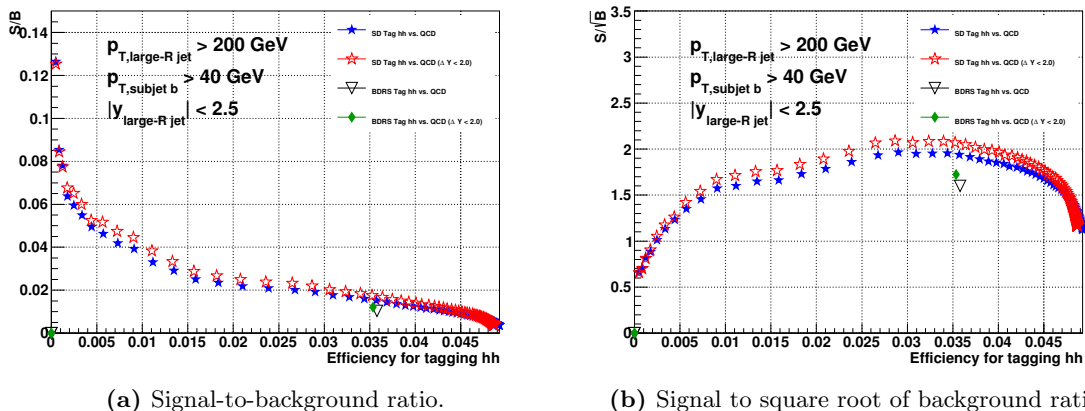 S/B
0.14
0.12
0.1
0.08
0.06
0.04
0.02
0
p_T,large-R jet > 200 GeV
p_T,subjet b > 40 GeV
|y_large-R jet| < 2.5
SD Tag hh vs. QCD
SD Tag hh vs. QCD (Δ Y < 2.0)
BDRS Tag hh vs. QCD
BDRS Tag hh vs. QCD (Δ Y < 2.0)
0 0.005 0.01 0.015 0.02 0.025 0.03 0.035 0.04 0.045
Efficiency for tagging hh
(a) Signal-to-background ratio.
S/√B
3.5
3
2.5
2
1.5
1
0.5
0
p_T,large-R jet > 200 GeV
p_T,subjet b > 40 GeV
|y_large-R jet| < 2.5
SD Tag hh vs. QCD
SD Tag hh vs. QCD (Δ Y < 2.0)
BDRS Tag hh vs. QCD
BDRS Tag hh vs. QCD (Δ Y < 2.0)
0 0.005 0.01 0.015 0.02 0.025 0.03 0.035 0.04 0.045
Efficiency for tagging hh
(b) Signal to square root of background rati